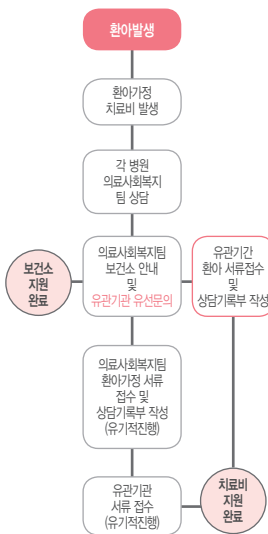 환아발생
환아가정
치료비 발생
각 병원
의료사회복지
팀 상담
보건소
지원
완료
의료사회복지팀
보건소 안내
및
유관기관 유선문의
유관기간
환아 서류접수
및
상담기록부 작성
의료사회복지팀
환아가정 서류
접수 및
상담기록부 작성
(유기적진행)
유관기관
서류 접수
(유기적진행)
치료비
지원
완료